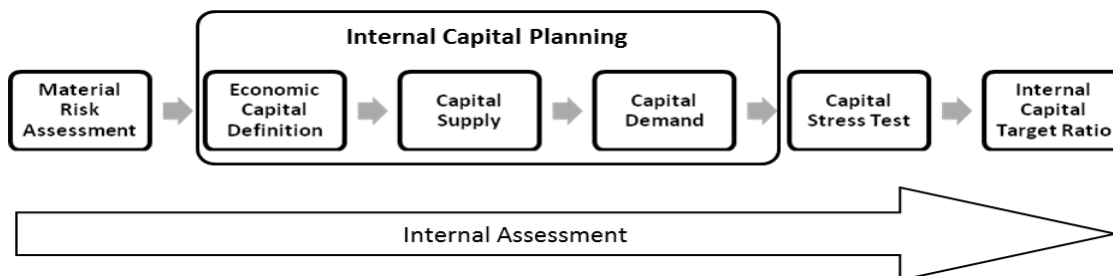 Internal Capital Planning
Material
Risk
Assessment
Economic
Capital
Definition
Capital
Supply
Capital
Demand
Capital
Stress Test
Internal
Capital
Target Ratio
Internal Assessment